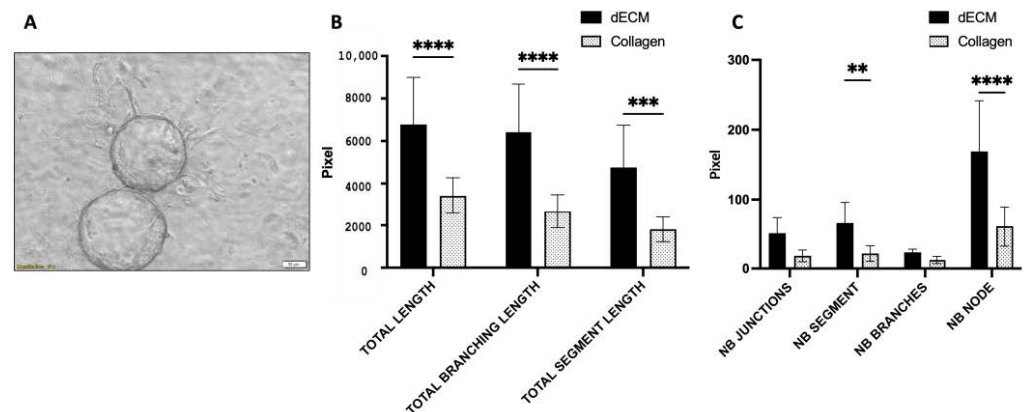 A
B
C
dECM
Collagen
dECM
Collagen
****
****
***
**
****
Pixel
10,000
8000
6000
4000
2000
0
TOTAL LENGTH
TOTAL BRANCHING LENGTH
TOTAL SEGMENT LENGTH
Pixel
300
200
100
0
NB JUNCTIONS
NB SEGMENT
NB BRANCHES
NB NODE